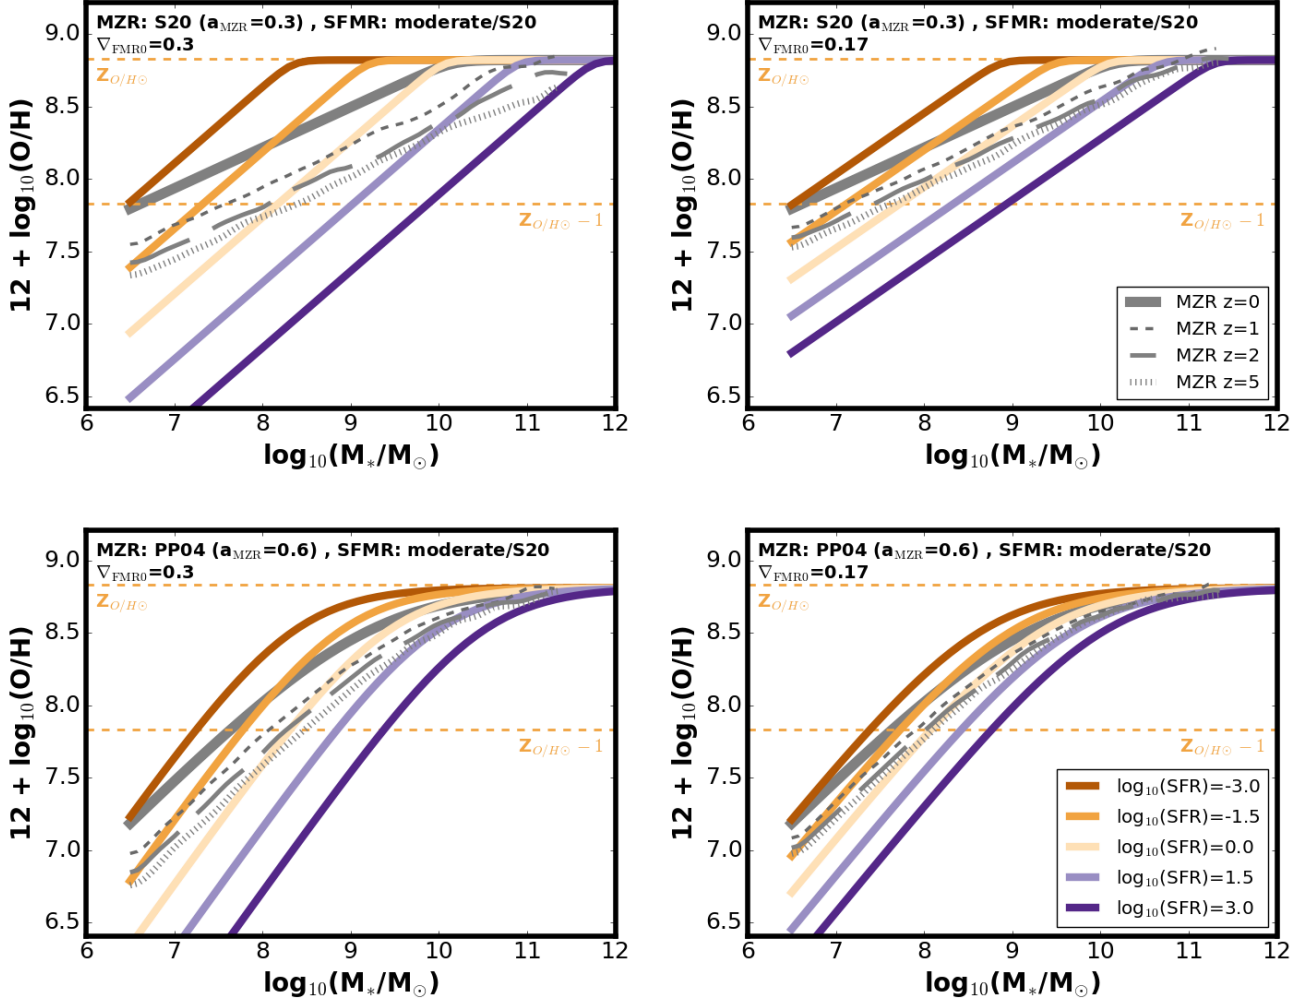 MZR: S20 (a_MZR=0.3) , SFMR: moderate/S20
∇_FMR0=0.3
Z_O/H⊙
Z_O/H⊙ − 1
9.0
8.5
8.0
7.5
7.0
6.5
6 7 8 9 10 11 12
12 + log₁₀(O/H)
log₁₀(M_*/M_⊙)
MZR: S20 (a_MZR=0.3) , SFMR: moderate/S20
∇_FMR0=0.17
Z_O/H⊙
Z_O/H⊙ − 1
MZR z=0
MZR z=1
MZR z=2
MZR z=5
9.0
8.5
8.0
7.5
7.0
6.5
6 7 8 9 10 11 12
12 + log₁₀(O/H)
log₁₀(M_*/M_⊙)
MZR: PP04 (a_MZR=0.6) , SFMR: moderate/S20
∇_FMR0=0.3
Z_O/H⊙
Z_O/H⊙ − 1
9.0
8.5
8.0
7.5
7.0
6.5
6 7 8 9 10 11 12
12 + log₁₀(O/H)
log₁₀(M_*/M_⊙)
MZR: PP04 (a_MZR=0.6) , SFMR: moderate/S20
∇_FMR0=0.17
Z_O/H⊙
Z_O/H⊙ − 1
log₁₀(SFR)=-3.0
log₁₀(SFR)=-1.5
log₁₀(SFR)=0.0
log₁₀(SFR)=1.5
log₁₀(SFR)=3.0
9.0
8.5
8.0
7.5
7.0
6.5
6 7 8 9 10 11 12
12 + log₁₀(O/H)
log₁₀(M_*/M_⊙)